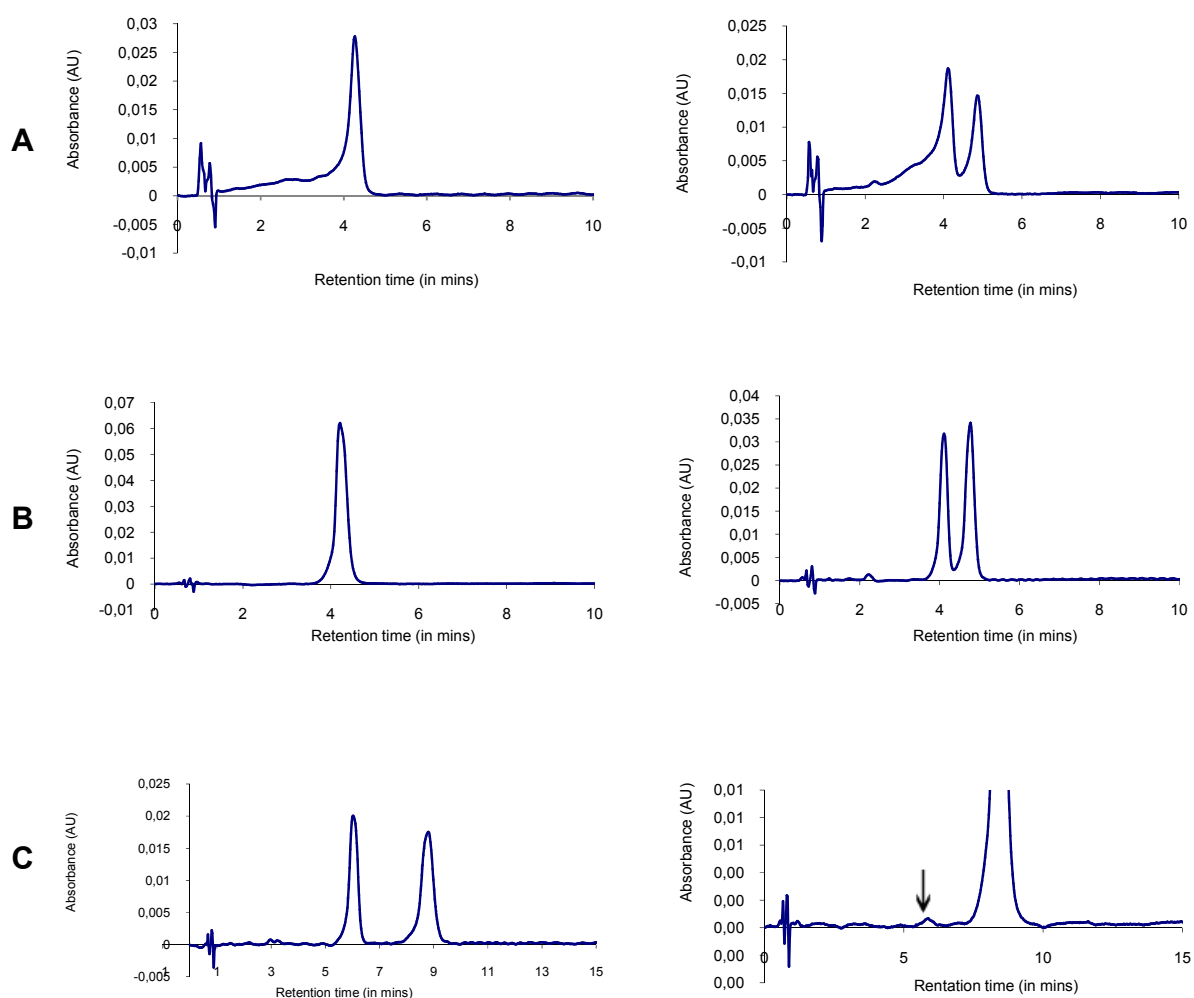 A
Absorbance (AU)
0,03
0,025
0,02
0,015
0,01
0,005
0
-0,005
-0,01
0 2 4 6 8 10
Retention time (in mins)
Absorbance (AU)
0,025
0,02
0,015
0,01
0,005
0
-0,005
-0,01
0 2 4 6 8 10
Retention time (in mins)
B
Absorbance (AU)
0,07
0,06
0,05
0,04
0,03
0,02
0,01
0
-0,01
0 2 4 6 8 10
Retention time (in mins)
Absorbance (AU)
0,04
0,035
0,03
0,025
0,02
0,015
0,01
0,005
0
-0,005
0 2 4 6 8 10
Retention time (in mins)
C
Absorbance (AU)
0,025
0,02
0,015
0,01
0,005
0
-0,005
-1 1 3 5 7 9 11 13 15
Retention time (in mins)
Absorbance (AU)
0,01
0,01
0,01
0,00
0,00
0,00
0,00
0,00
0 5 10 15
Rentation time (in mins)